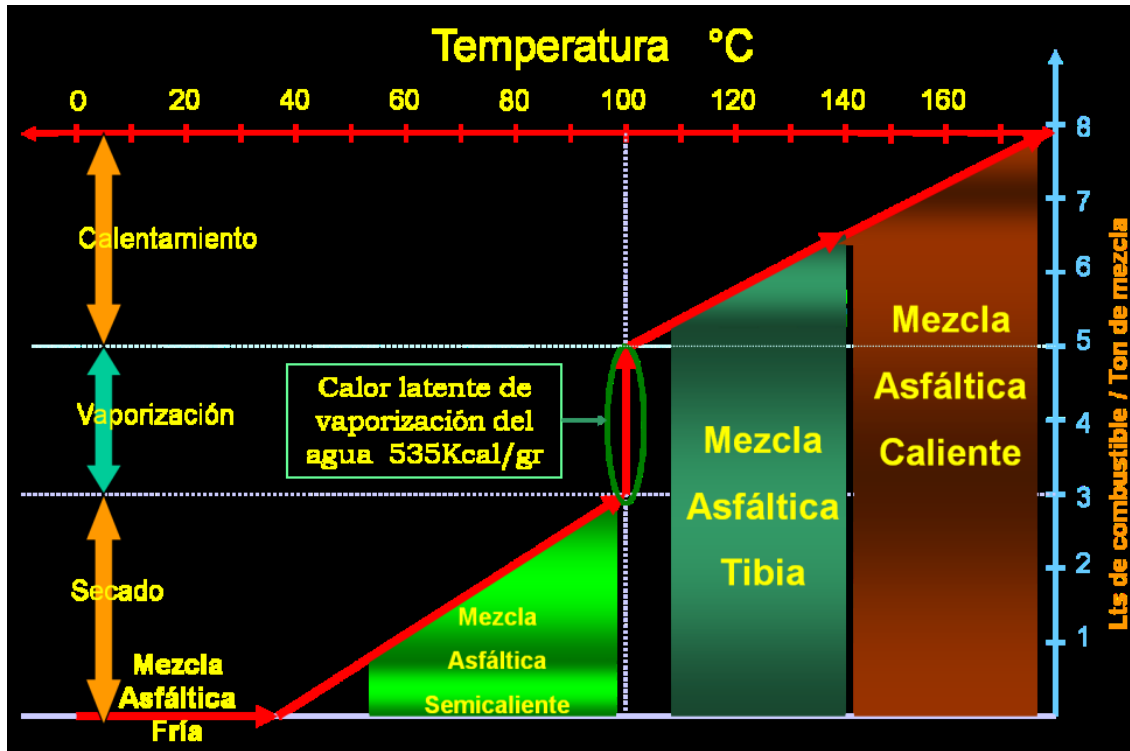 Temperatura °C
0 20 40 60 80 100 120 140 160
8
7
6
5
4
3
2
1
Lts de combustible / Ton de mezcla
Calentamiento
Vaporización
Secado
Calor latente de
vaporización del
agua 535Kcal/gr
Mezcla
Asfáltica
Fría
Mezcla
Asfáltica
Semicaliente
Mezcla
Asfáltica
Tibia
Mezcla
Asfáltica
Caliente